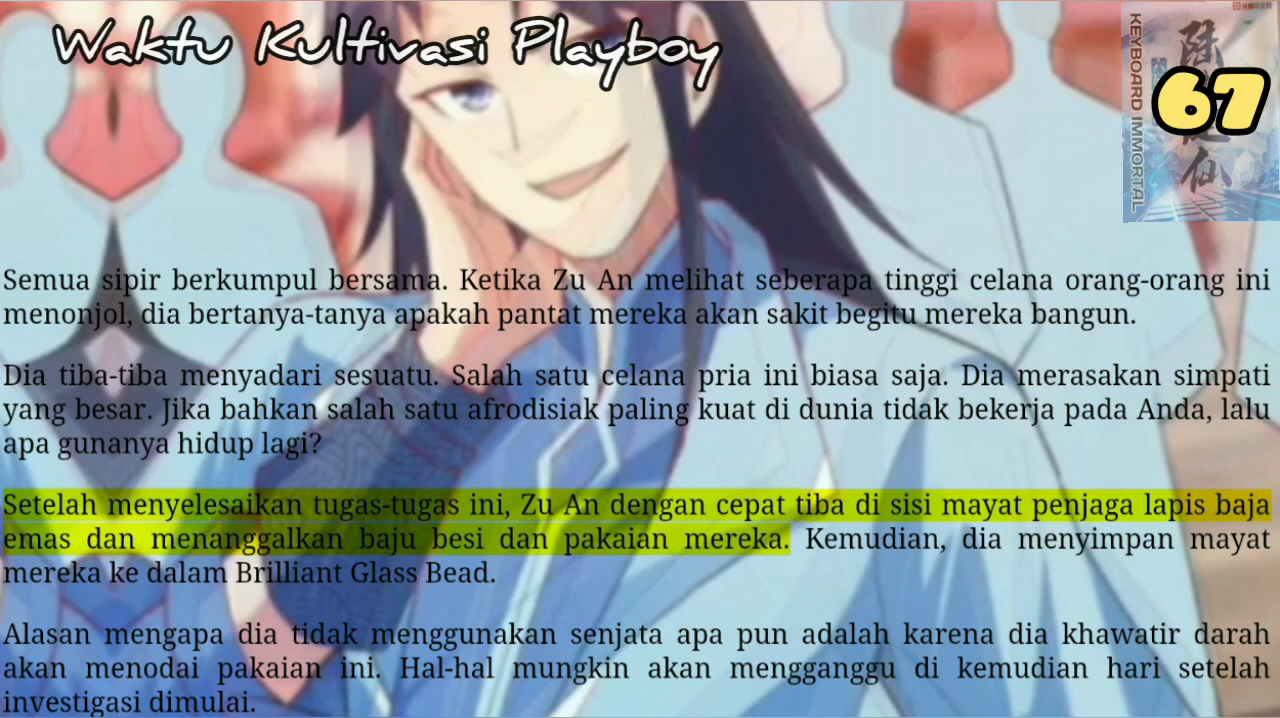 Waktu Kultivasi Playboy
KEYBOARD IMMORTAL
67
Semua sipir berkumpul bersama. Ketika Zu An melihat seberapa tinggi celana orang-orang ini
menonjol, dia bertanya-tanya apakah pantat mereka akan sakit begitu mereka bangun.
Dia tiba-tiba menyadari sesuatu. Salah satu celana pria ini biasa saja. Dia merasakan simpati
yang besar. Jika bahkan salah satu afrodisiak paling kuat di dunia tidak bekerja pada Anda, lalu
apa gunanya hidup lagi?
Setelah menyelesaikan tugas-tugas ini, Zu An dengan cepat tiba di sisi mayat penjaga lapis baja
emas dan menanggalkan baju besi dan pakaian mereka. Kemudian, dia menyimpan mayat
mereka ke dalam Brilliant Glass Bead.
Alasan mengapa dia tidak menggunakan senjata apa pun adalah karena dia khawatir darah
akan menodai pakaian ini. Hal-hal mungkin akan mengganggu di kemudian hari setelah
investigasi dimulai.